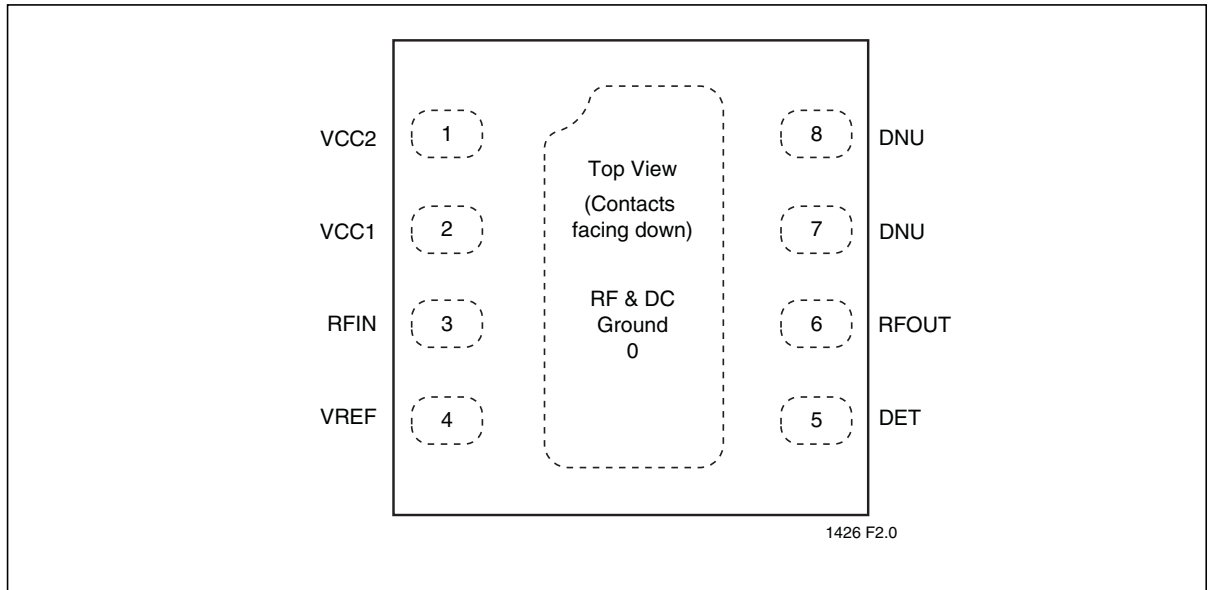 VCC2
1
VCC1
2
RFIN
3
VREF
4
Top View
(Contacts
facing down)
RF & DC
Ground
0
8
DNU
7
DNU
6
RFOUT
5
DET
1426 F2.0